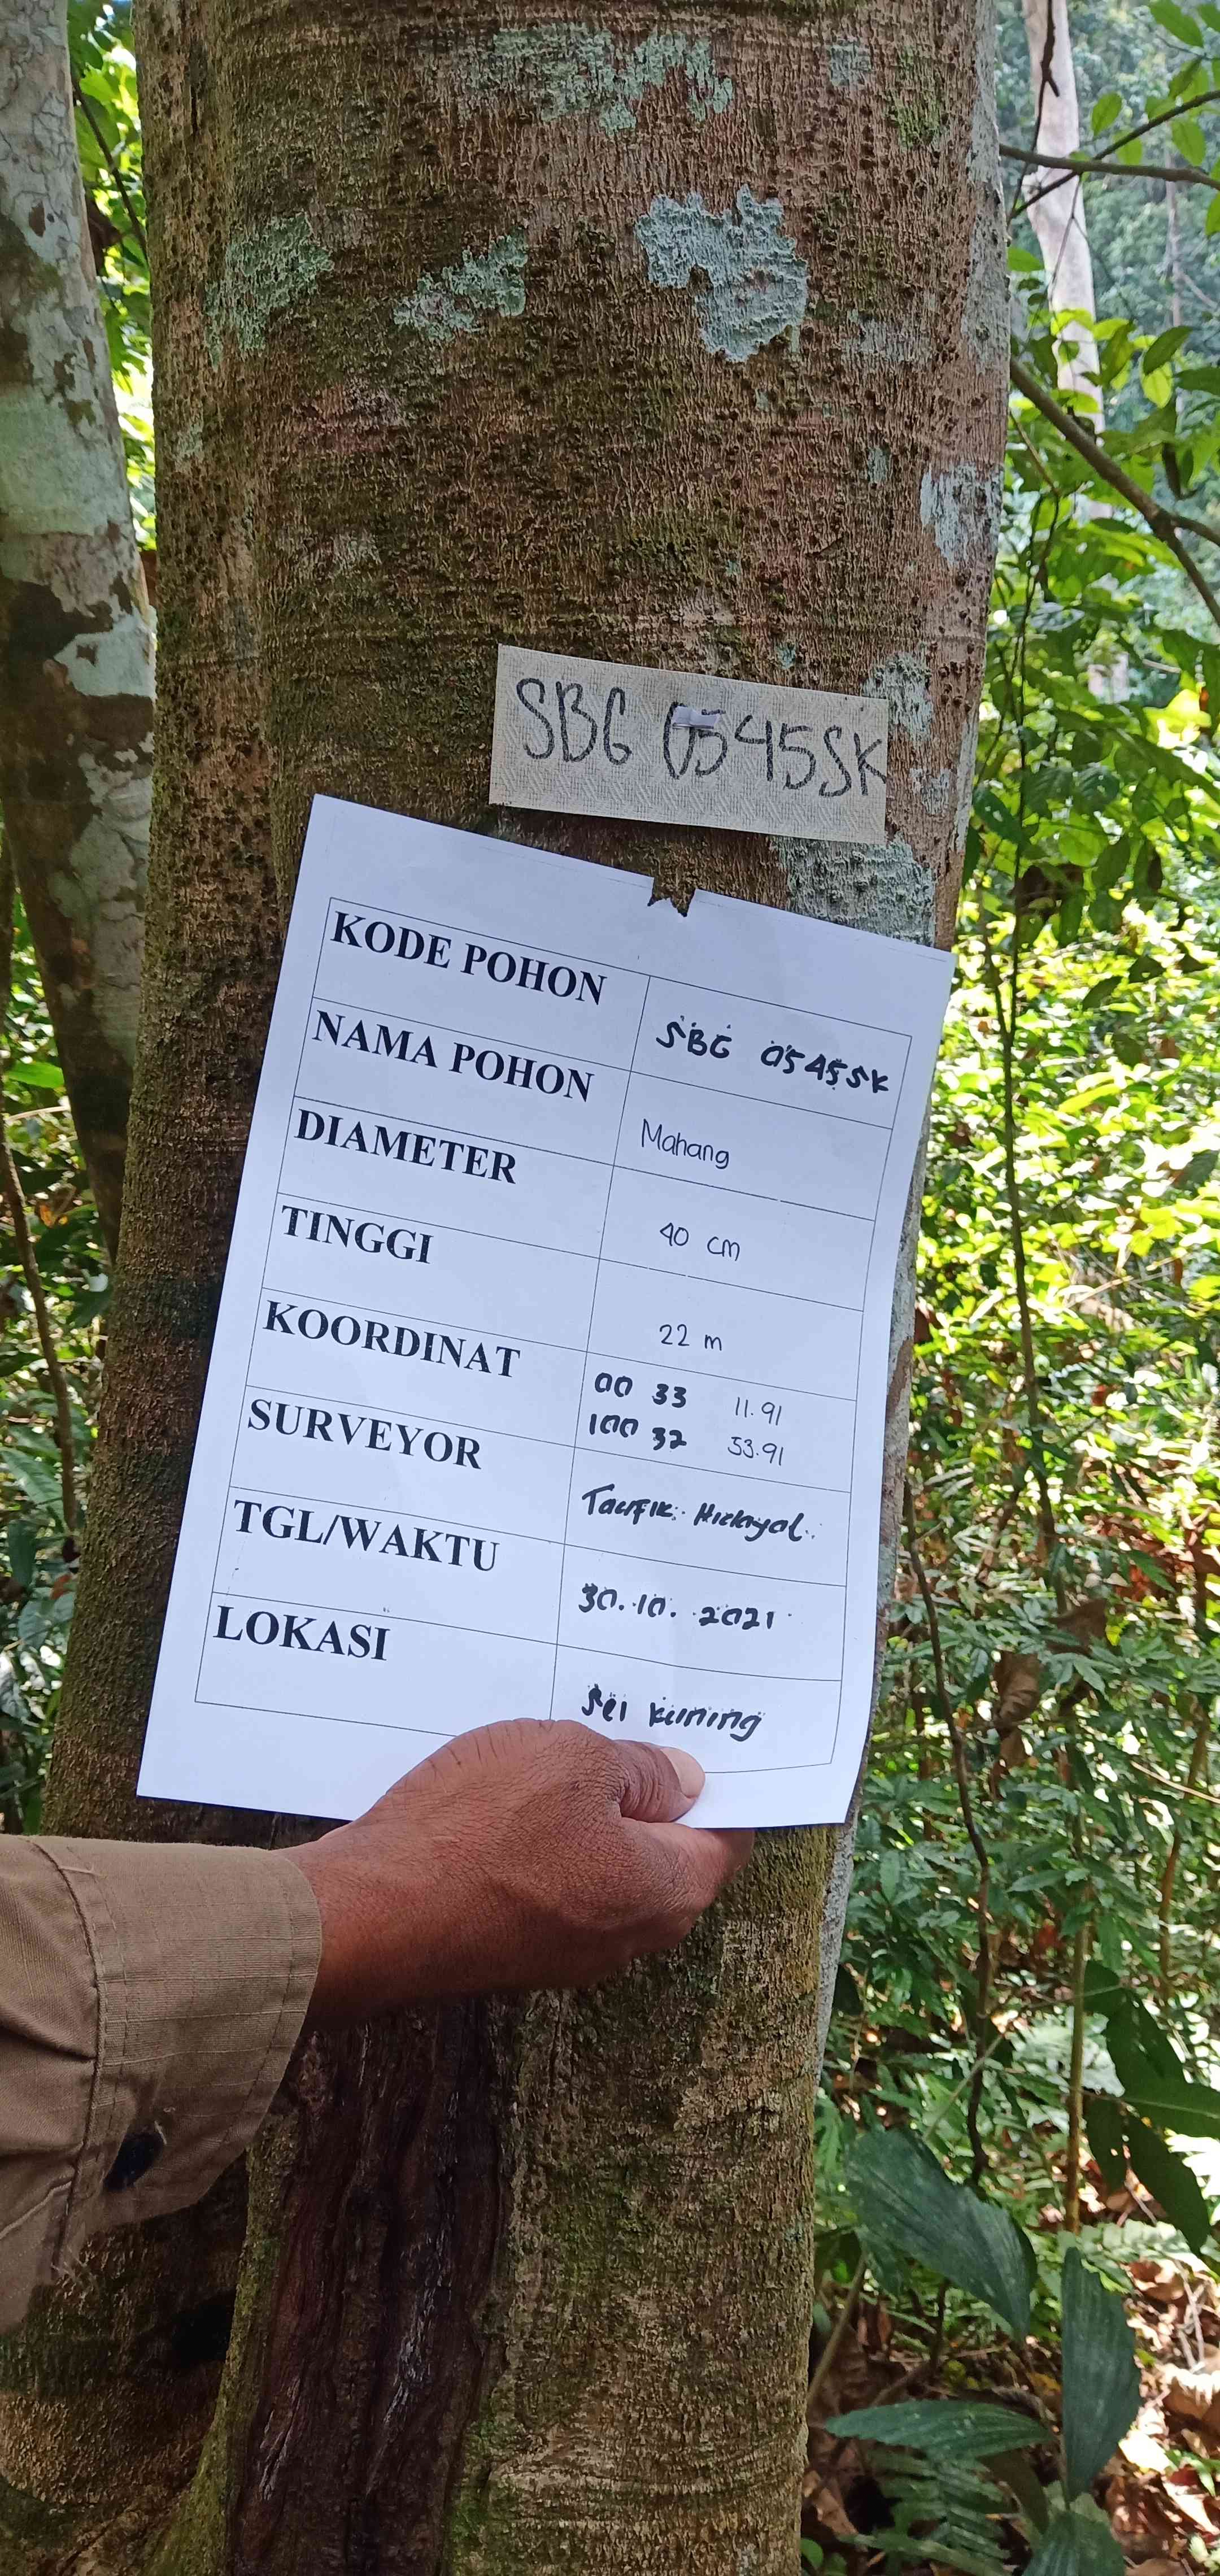 SBG 0545SK
KODE POHON SBG 0545SK
NAMA POHON Mahang
DIAMETER 40 cm
TINGGI 22 m
KOORDINAT 00 33 11.91
100 32 53.91
SURVEYOR Taufik Hidayat
TGL/WAKTU 30.10.2021
LOKASI Sei kuning